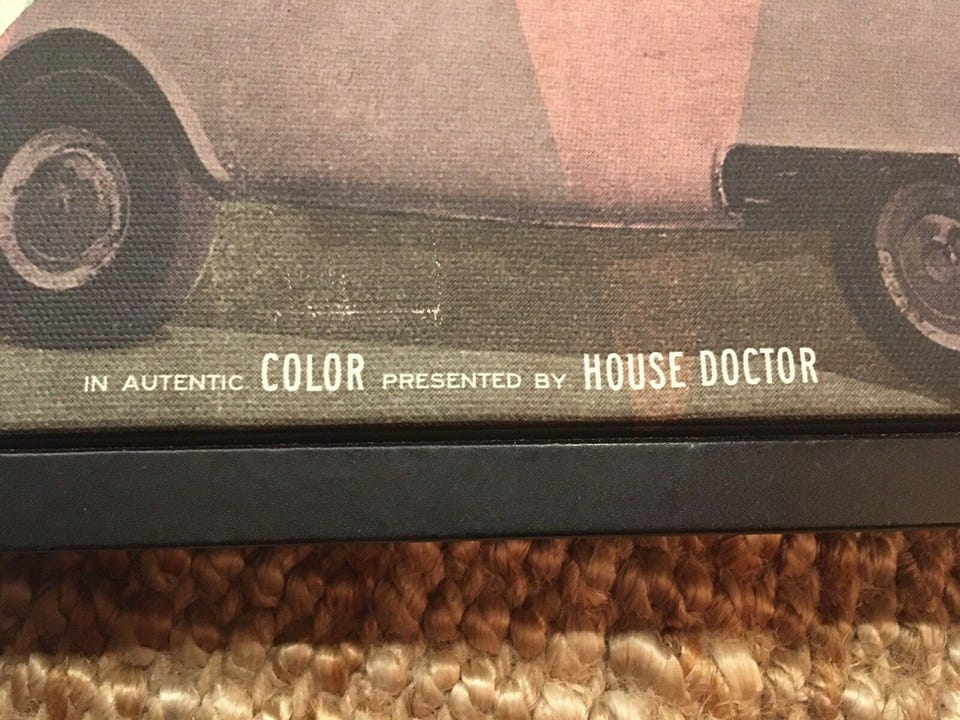 IN AUTENTIC COLOR PRESENTED BY HOUSE DOCTOR